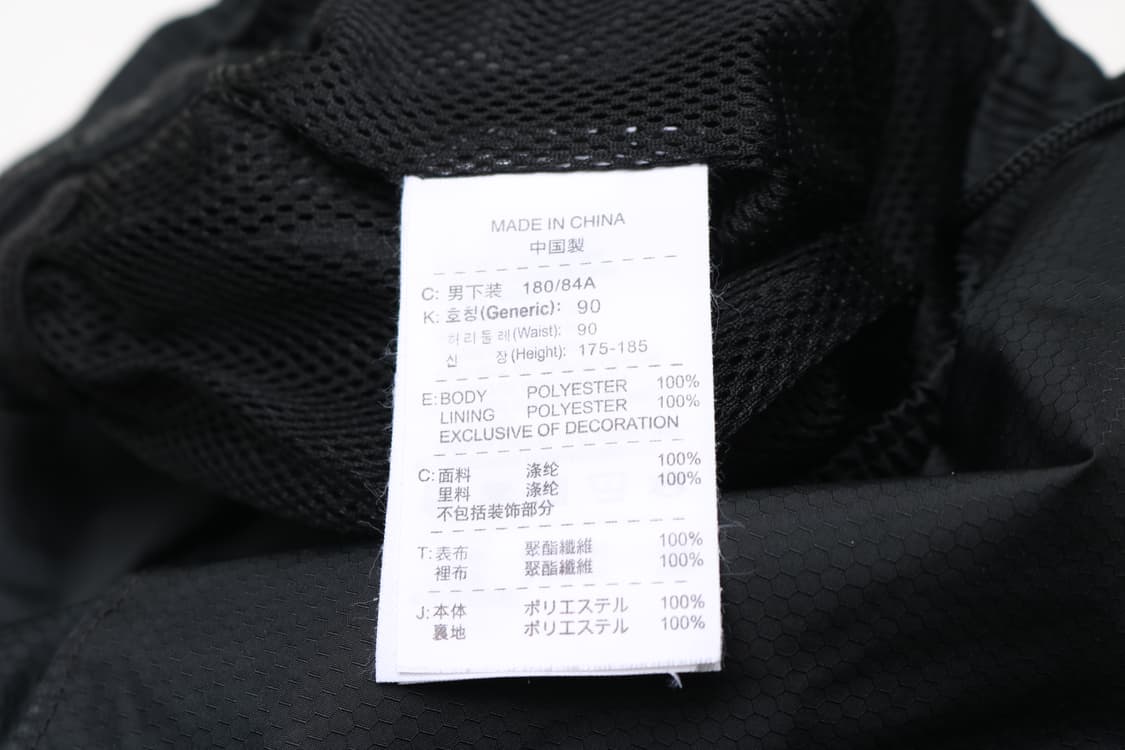 MADE IN CHINA
中国製
C: 男下装 180/84A
K: 호칭(Generic): 90
허리둘레(Waist): 90
신 장(Height): 175-185
E: BODY POLYESTER 100%
LINING POLYESTER 100%
EXCLUSIVE OF DECORATION
C: 面料 涤纶 100%
里料 涤纶 100%
不包括装饰部分
T: 表布 聚酯纖維 100%
裡布 聚酯纖維 100%
J: 本体 ポリエステル 100%
裏地 ポリエステル 100%